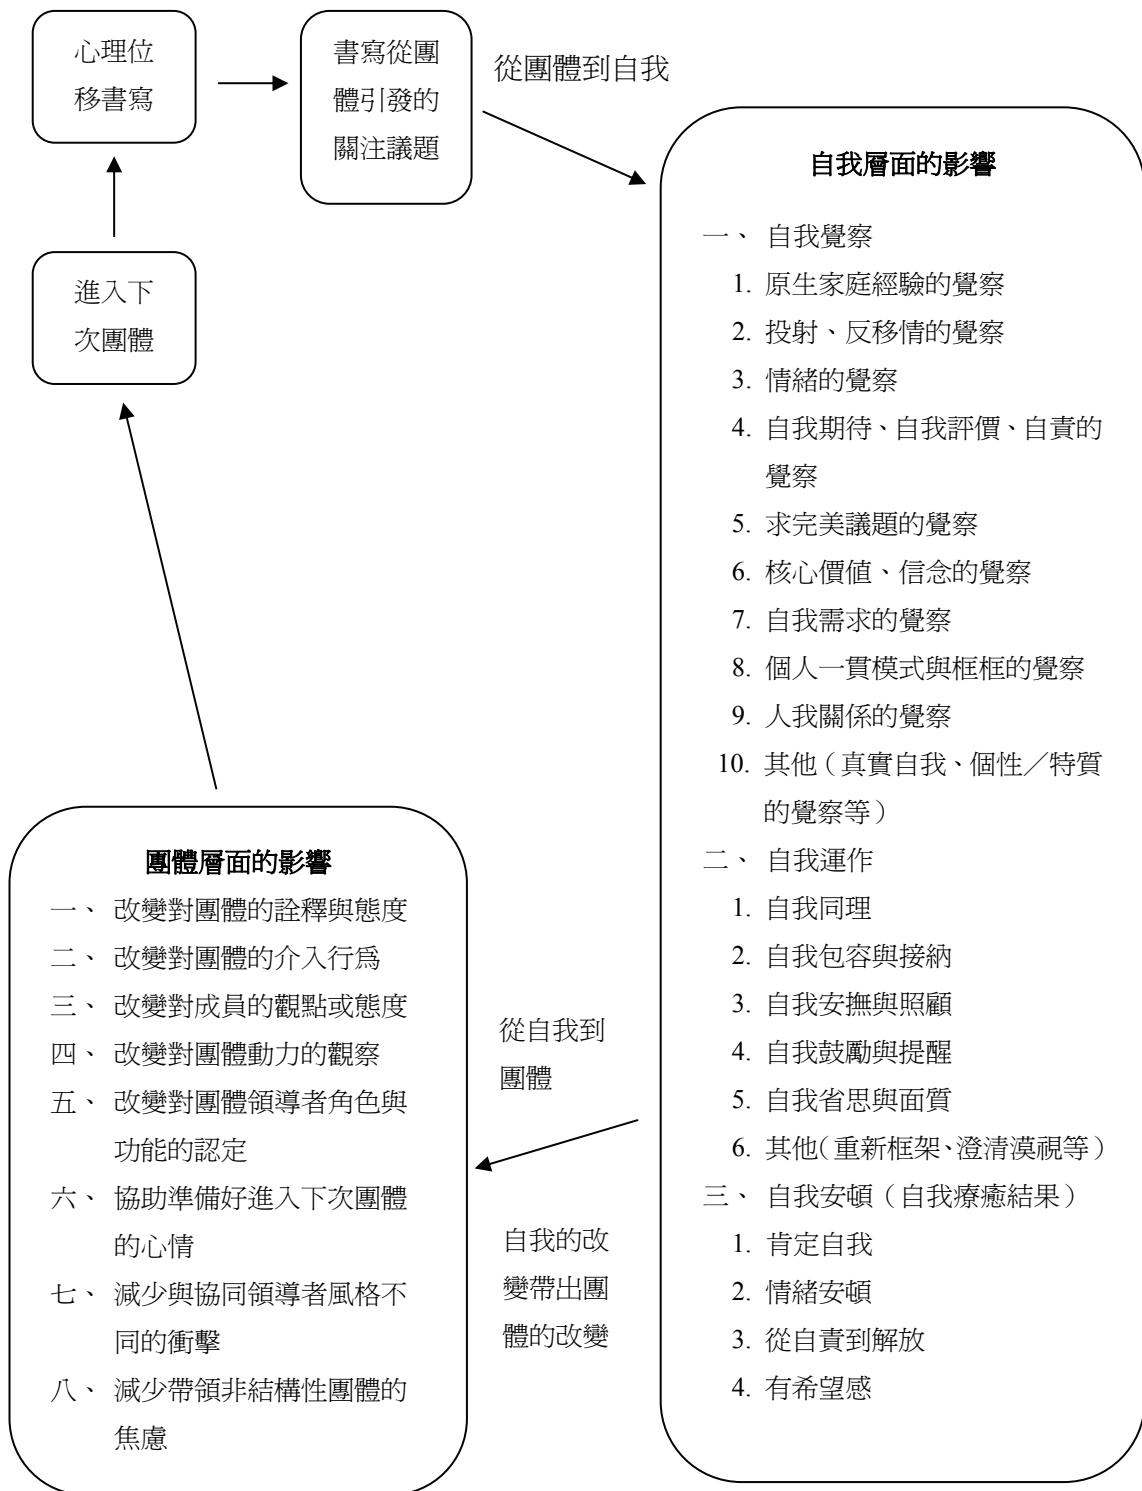 心理位
移書寫
書寫從團
體引發的
關注議題
從團體到自我
進入下
次團體
自我層面的影響
一、 自我覺察
1. 原生家庭經驗的覺察
2. 投射、反移情的覺察
3. 情緒的覺察
4. 自我期待、自我評價、自責的
覺察
5. 求完美議題的覺察
6. 核心價值、信念的覺察
7. 自我需求的覺察
8. 個人一貫模式與框框的覺察
9. 人我關係的覺察
10. 其他（真實自我、個性／特質
的覺察等）
二、 自我運作
1. 自我同理
2. 自我包容與接納
3. 自我安撫與照顧
4. 自我鼓勵與提醒
5. 自我省思與面質
6. 其他（重新框架、澄清漠視等）
三、 自我安頓（自我療癒結果）
1. 肯定自我
2. 情緒安頓
3. 從自責到解放
4. 有希望感
從自我到
團體
自我的改
變帶出團
體的改變
團體層面的影響
一、 改變對團體的詮釋與態度
二、 改變對團體的介入行為
三、 改變對成員的觀點或態度
四、 改變對團體動力的觀察
五、 改變對團體領導者角色與
功能的認定
六、 協助準備好進入下次團體
的心情
七、 減少與協同領導者風格不
同的衝擊
八、 減少帶領非結構性團體的
焦慮